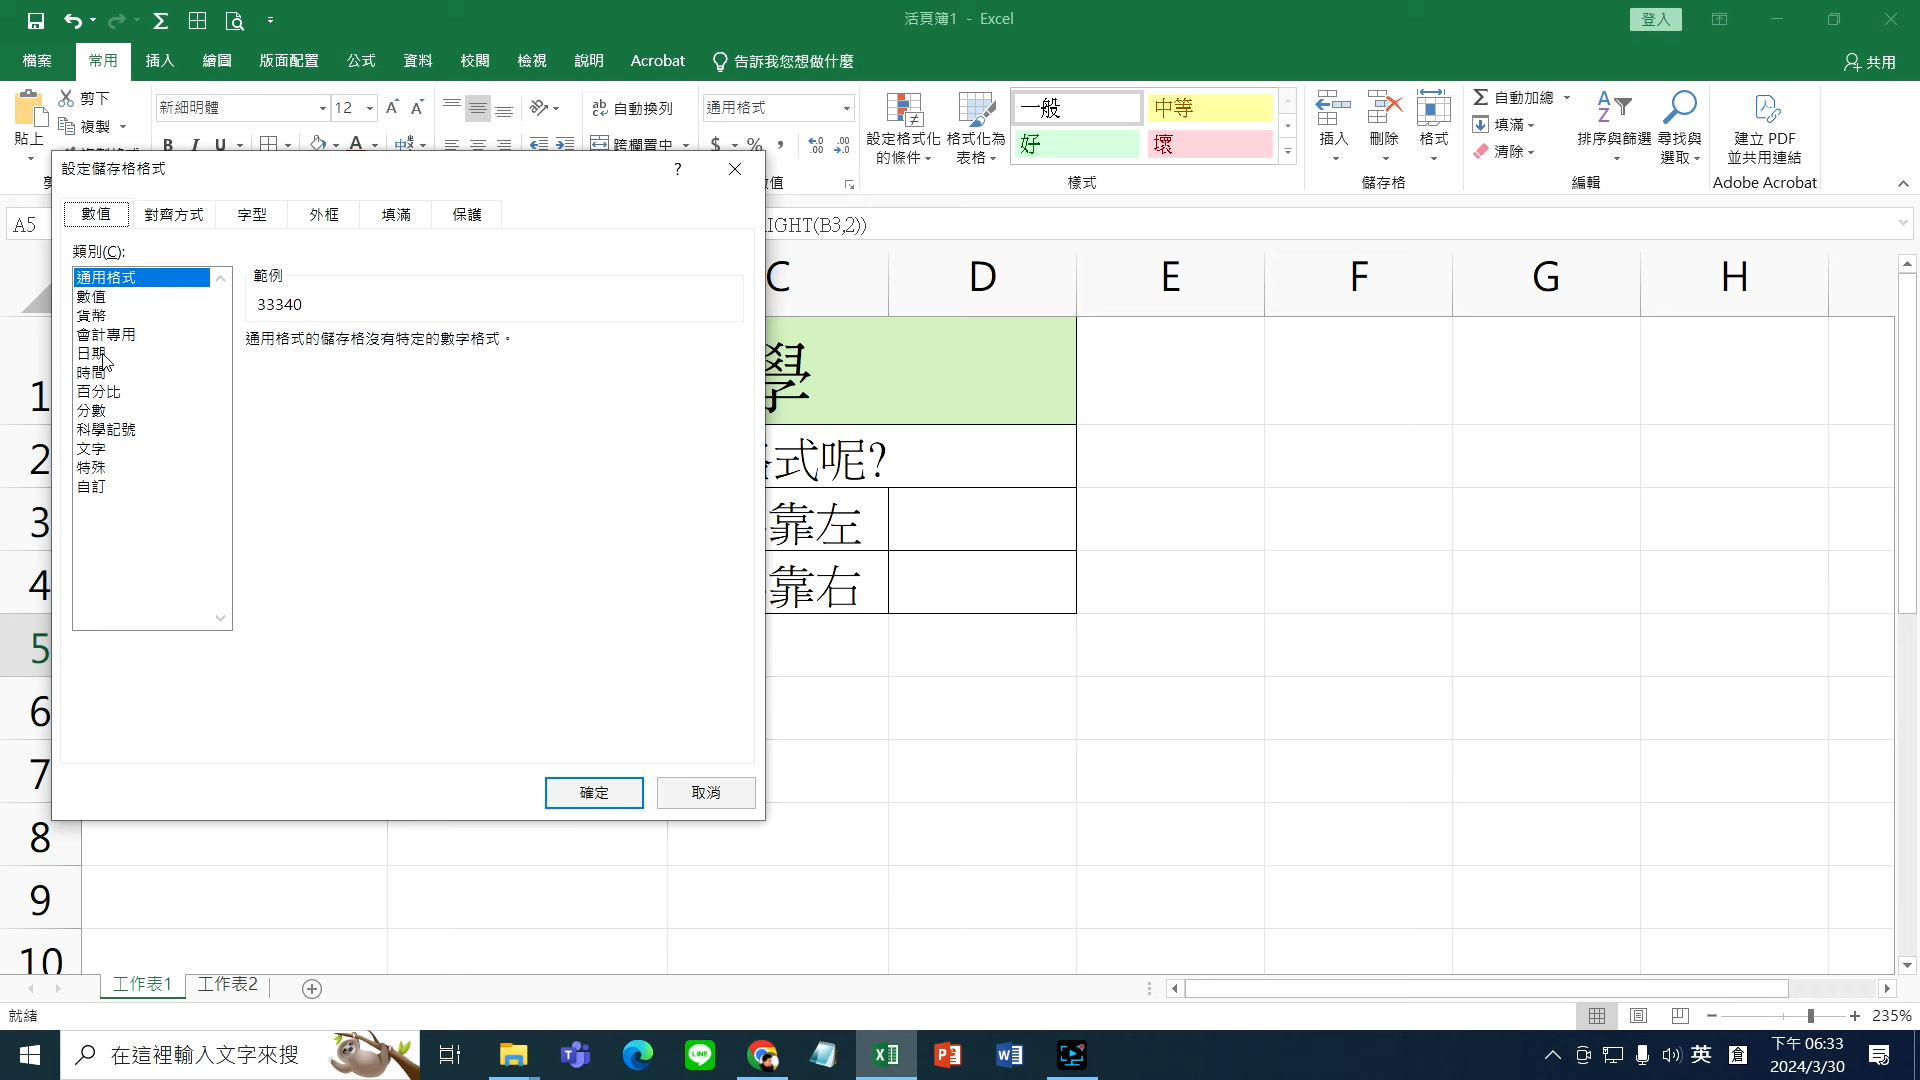 活頁簿1 - Excel
登入
檔案
常用
插入
繪圖
版面配置
公式
資料
校閱
檢視
說明
Acrobat
告訴我您想做什麼
共用
貼上
剪下
複製
新細明體
12
自動換列
跨欄置中
通用格式
設定格式化
的條件
格式化為
表格
一般
中等
好
壞
樣式
插入
刪除
格式
儲存格
自動加總
填滿
清除
排序與篩選
尋找與
選取
編輯
建立 PDF
並共用連結
Adobe Acrobat
A5
IGHT(B3,2))
設定儲存格格式
數值
對齊方式
字型
外框
填滿
保護
類別(C):
通用格式
數值
貨幣
會計專用
日期
時間
百分比
分數
科學記號
文字
特殊
自訂
範例
33340
通用格式的儲存格沒有特定的數字格式。
確定
取消
C
D
E
F
G
H
1
學
2
格式呢?
3
靠左
4
靠右
5
6
7
8
9
10
工作表1
工作表2
就緒
235%
在這裡輸入文字來搜
英
倉
下午 06:33
2024/3/30